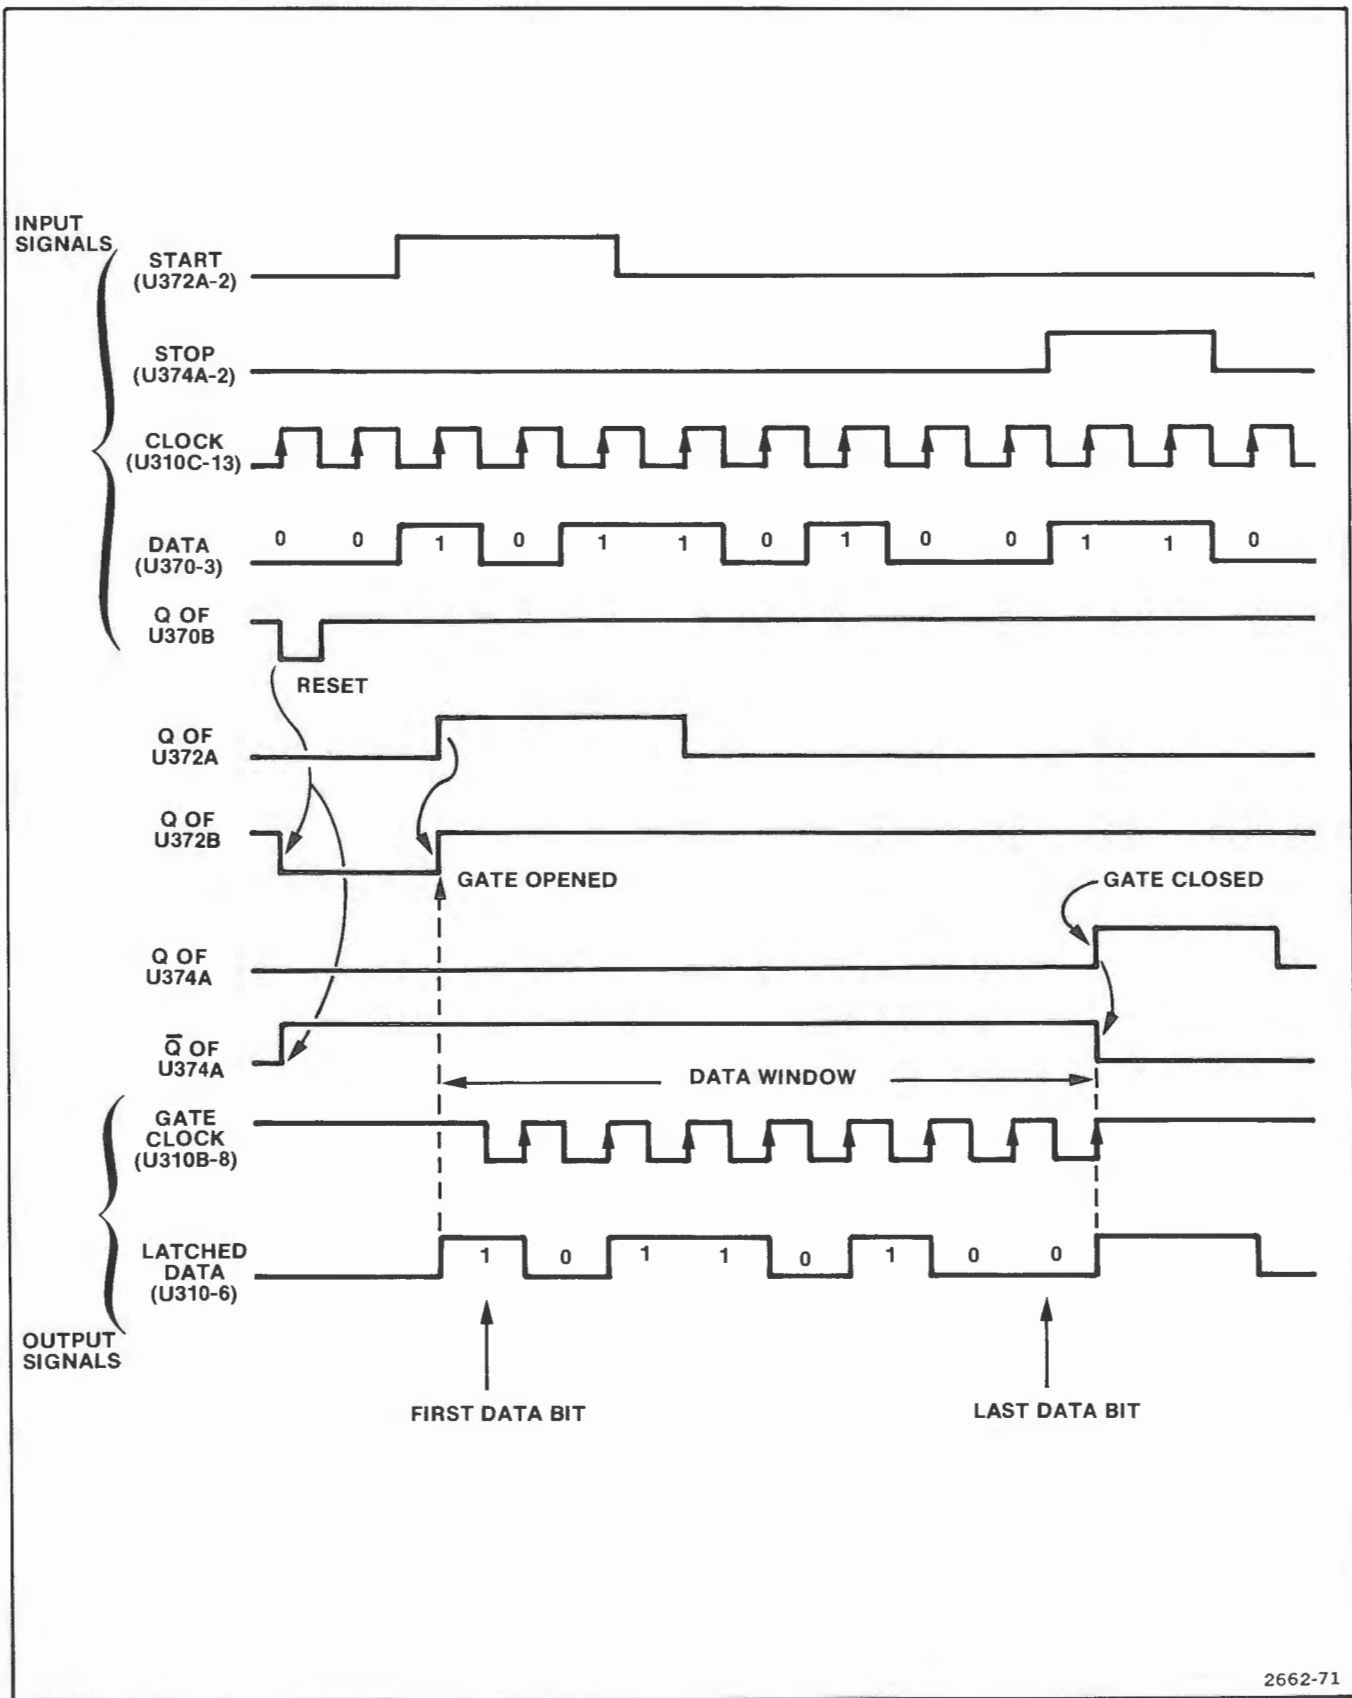 INPUT
SIGNALS
START
(U372A-2)
STOP
(U374A-2)
CLOCK
(U310C-13)
DATA
(U370-3)
0 0 1 0 1 1 0 1 0 0 1 1 0
Q OF
U370B
RESET
Q OF
U372A
Q OF
U372B
GATE OPENED
GATE CLOSED
Q OF
U374A
Q̅ OF
U374A
DATA WINDOW
GATE
CLOCK
(U310B-8)
LATCHED
DATA
(U310-6)
1 0 1 1 0 1 0 0
OUTPUT
SIGNALS
FIRST DATA BIT
LAST DATA BIT
2662-71